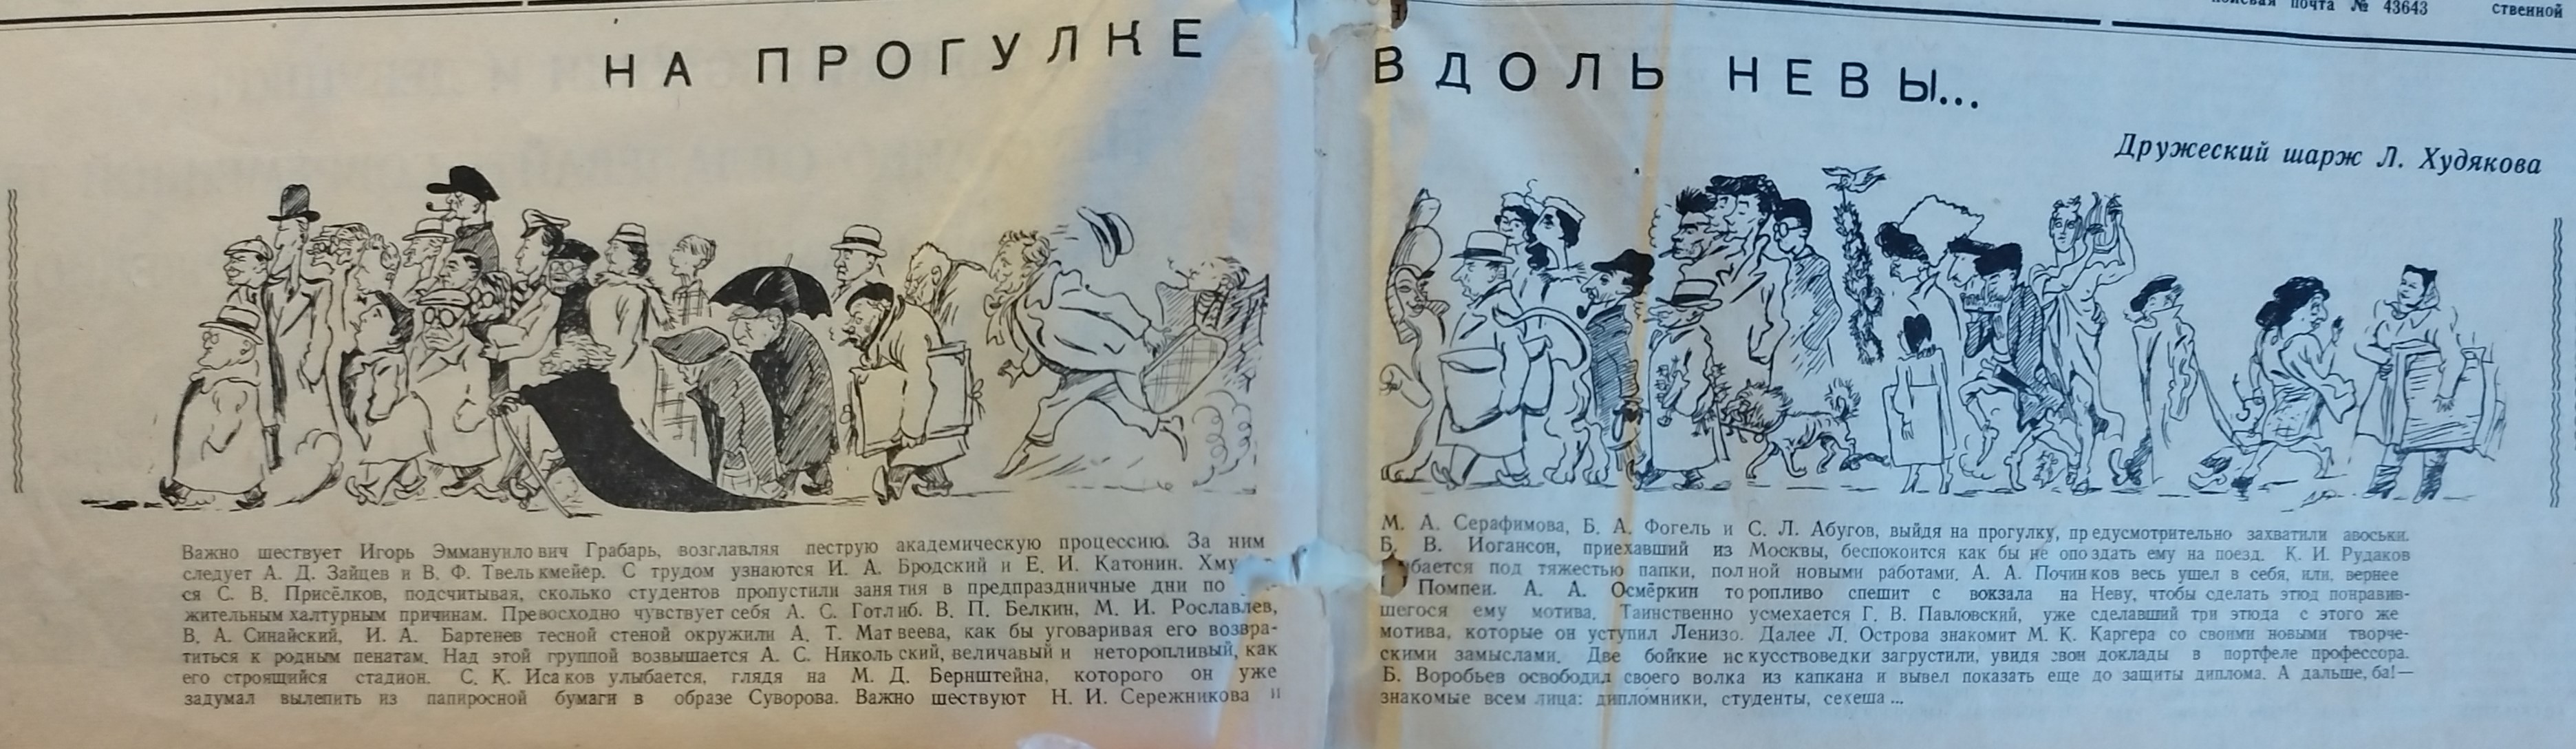 почта № 43643
ственной
НА ПРОГУЛКЕ ВДОЛЬ НЕВЫ...
Дружеский шарж Л. Худякова
Важно шествует Игорь Эммануилович Грабарь, возглавляя пеструю академическую процессию. За ним
следует А. Д. Зайцев и В. Ф. Твелькмейер. С трудом узнаются И. А. Бродский и Е. И. Катонин. Хму
ся С. В. Присёлков, подсчитывая, сколько студентов пропустили занятия в предпраздничные дни по
жительным халтурным причинам. Превосходно чувствует себя А. С. Готлиб. В. П. Белкин, М. И. Рославлев,
В. А. Синайский, И. А. Бартенев тесной стеной окружили А. Т. Матвеева, как бы уговаривая его возвра-
титься к родным пенатам. Над этой группой возвышается А. С. Никольский, величавый и неторопливый, как
его строящийся стадион. С. К. Исаков улыбается, глядя на М. Д. Бернштейна, которого он уже
задумал вылепить из папиросной бумаги в образе Суворова. Важно шествуют Н. И. Сережникова и
М. А. Серафимова, Б. А. Фогель и С. Л. Абугов, выйдя на прогулку, предусмотрительно захватили авоськи.
Б. В. Иогансон, приехавший из Москвы, беспокоится как бы не опоздать ему на поезд. К. И. Рудаков
бается под тяжестью папки, полной новыми работами. А. А. Починков весь ушел в себя, или, вернее
Помпеи. А. А. Осмёркин торопливо спешит с вокзала на Неву, чтобы сделать этюд понравив-
шегося ему мотива. Таинственно усмехается Г. В. Павловский, уже сделавший три этюда с этого же
мотива, которые он уступил Ленизо. Далее Л. Острова знакомит М. К. Каргера со своими новыми творче-
скими замыслами. Две бойкие искусствоведки загрустили, увидя свои доклады в портфеле профессора.
Б. Воробьев освободил своего волка из капкана и вывел показать еще до защиты диплома. А дальше, ба!—
знакомые всем лица: дипломники, студенты, сехеша...